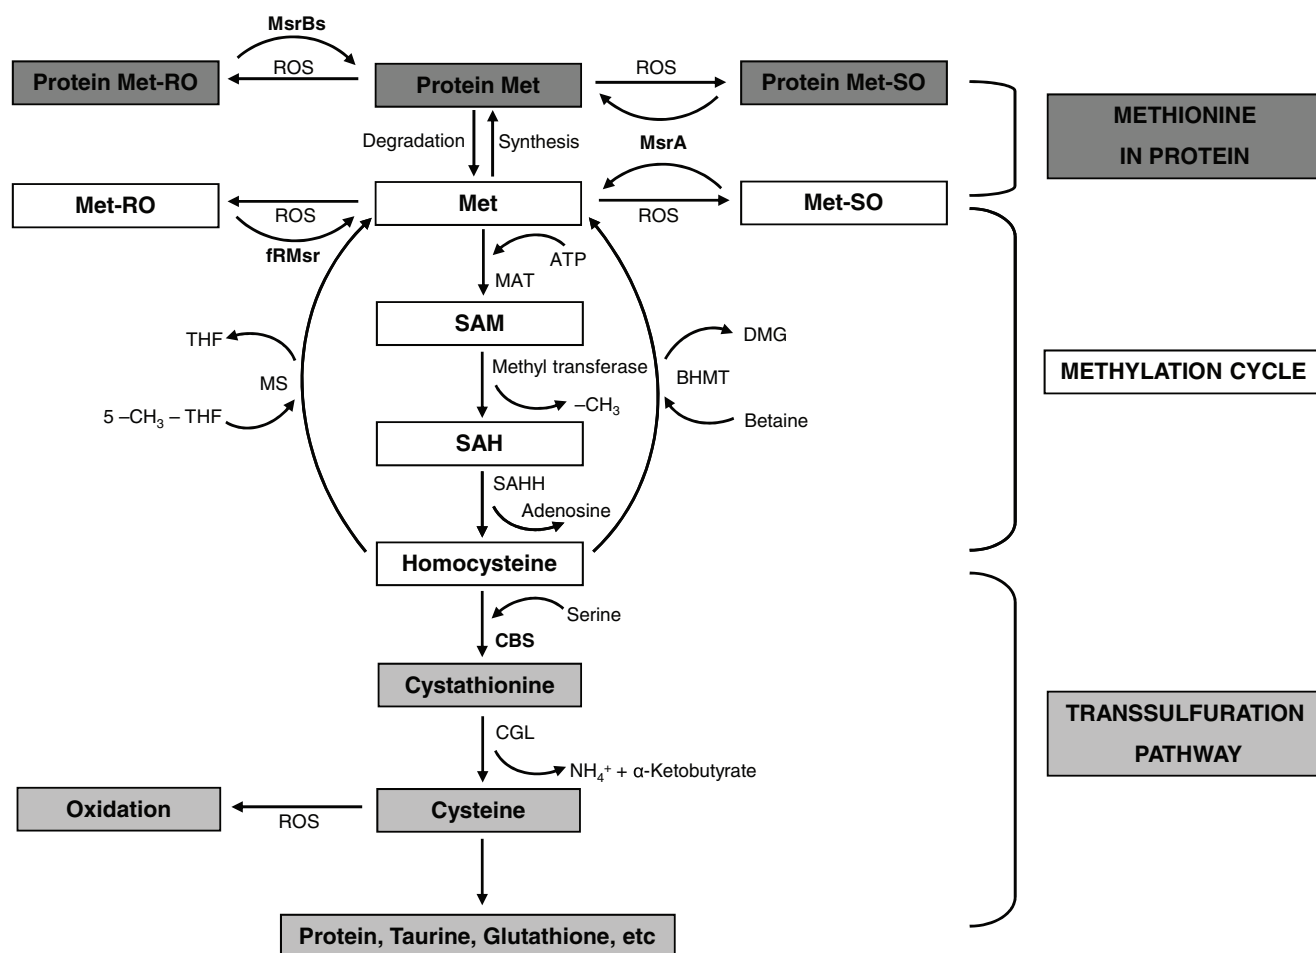 MsrBs
Protein Met-RO
ROS
Protein Met
ROS
Protein Met-SO
METHIONINE
IN PROTEIN
Degradation
Synthesis
MsrA
Met-RO
ROS
fRMsr
Met
ROS
Met-SO
ATP
MAT
SAM
THF
MS
5 –CH₃ – THF
Methyl transferase
–CH₃
DMG
BHMT
Betaine
METHYLATION CYCLE
SAH
SAHH
Adenosine
Homocysteine
Serine
CBS
Cystathionine
CGL
NH₄⁺ + α-Ketobutyrate
TRANSSULFURATION
PATHWAY
Oxidation
ROS
Cysteine
Protein, Taurine, Glutathione, etc